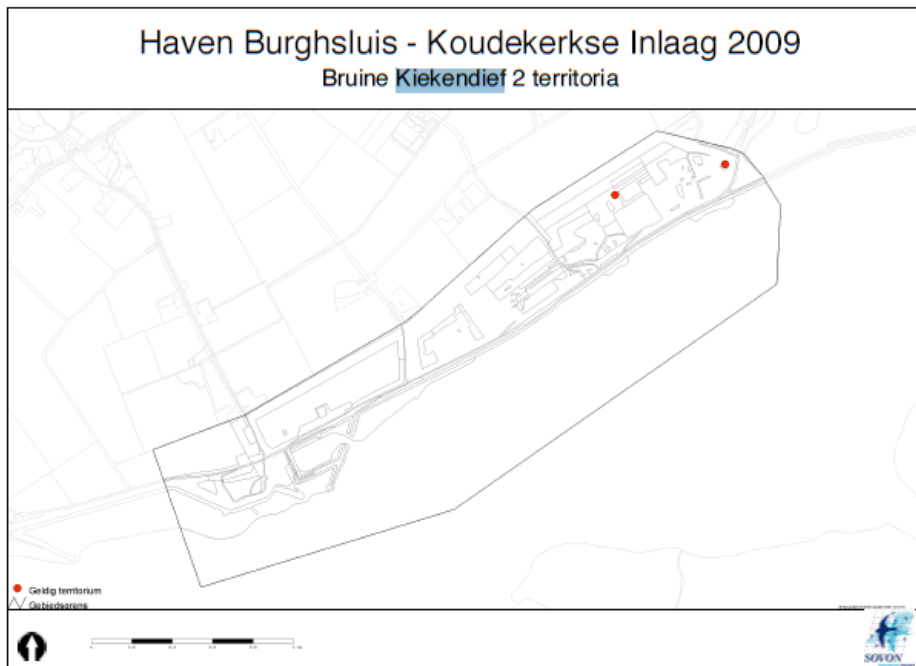 Haven Burghsluis - Koudekerkse Inlaag 2009
Bruine Kiekendief 2 territoria
Geldig territorium
Gebiedsgrens
SOVON